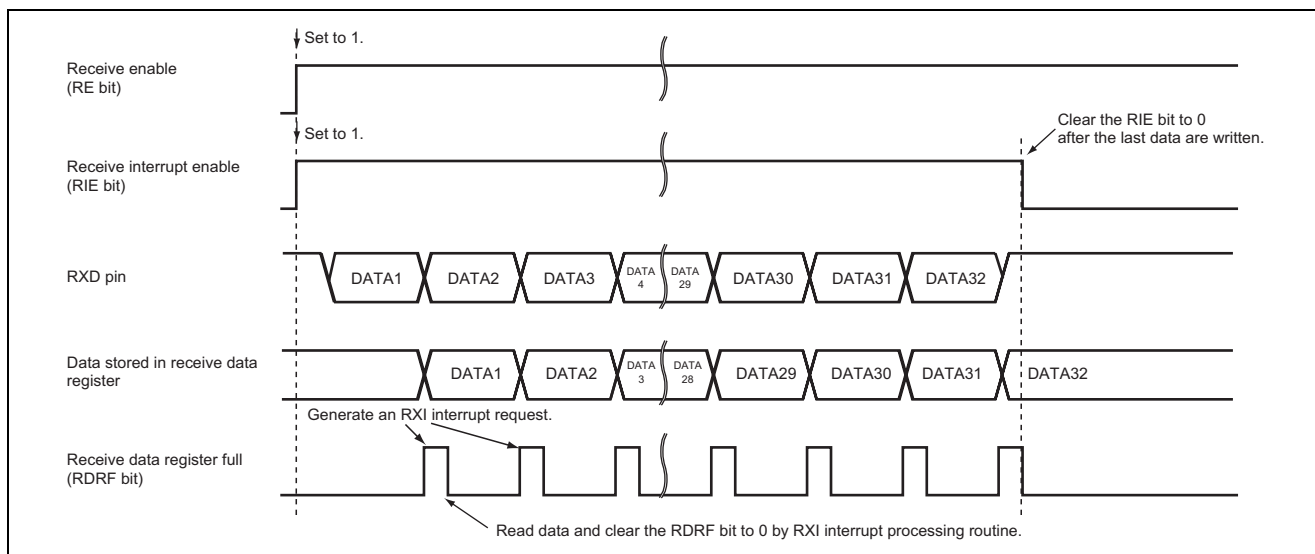 Set to 1.
Receive enable
(RE bit)
Set to 1.
Clear the RIE bit to 0
after the last data are written.
Receive interrupt enable
(RIE bit)
RXD pin
DATA1 DATA2 DATA3 DATA 4 DATA 29 DATA30 DATA31 DATA32
Data stored in receive data
register
DATA1 DATA2 DATA 3 DATA 28 DATA29 DATA30 DATA31 DATA32
Generate an RXI interrupt request.
Receive data register full
(RDRF bit)
Read data and clear the RDRF bit to 0 by RXI interrupt processing routine.